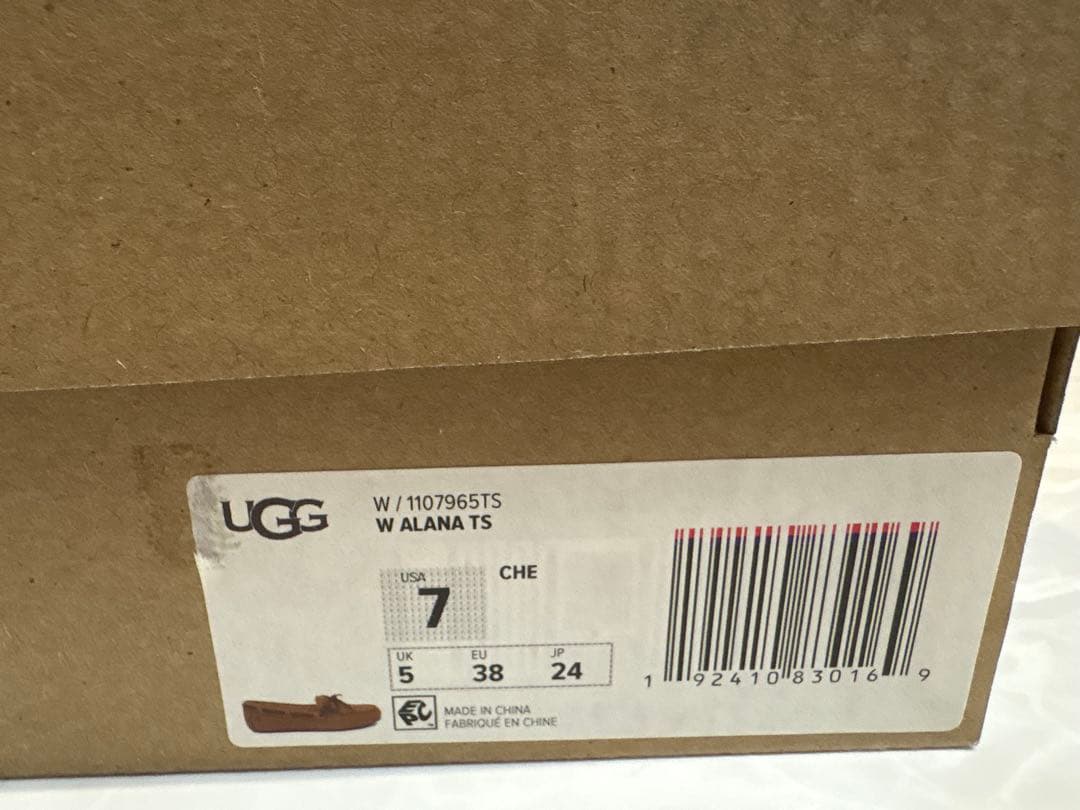 UGG
W / 1107965TS
W ALANA TS
USA
7
CHE
UK EU JP
5 38 24
MADE IN CHINA
FABRIQUÉ EN CHINE
1 92410 83016 9